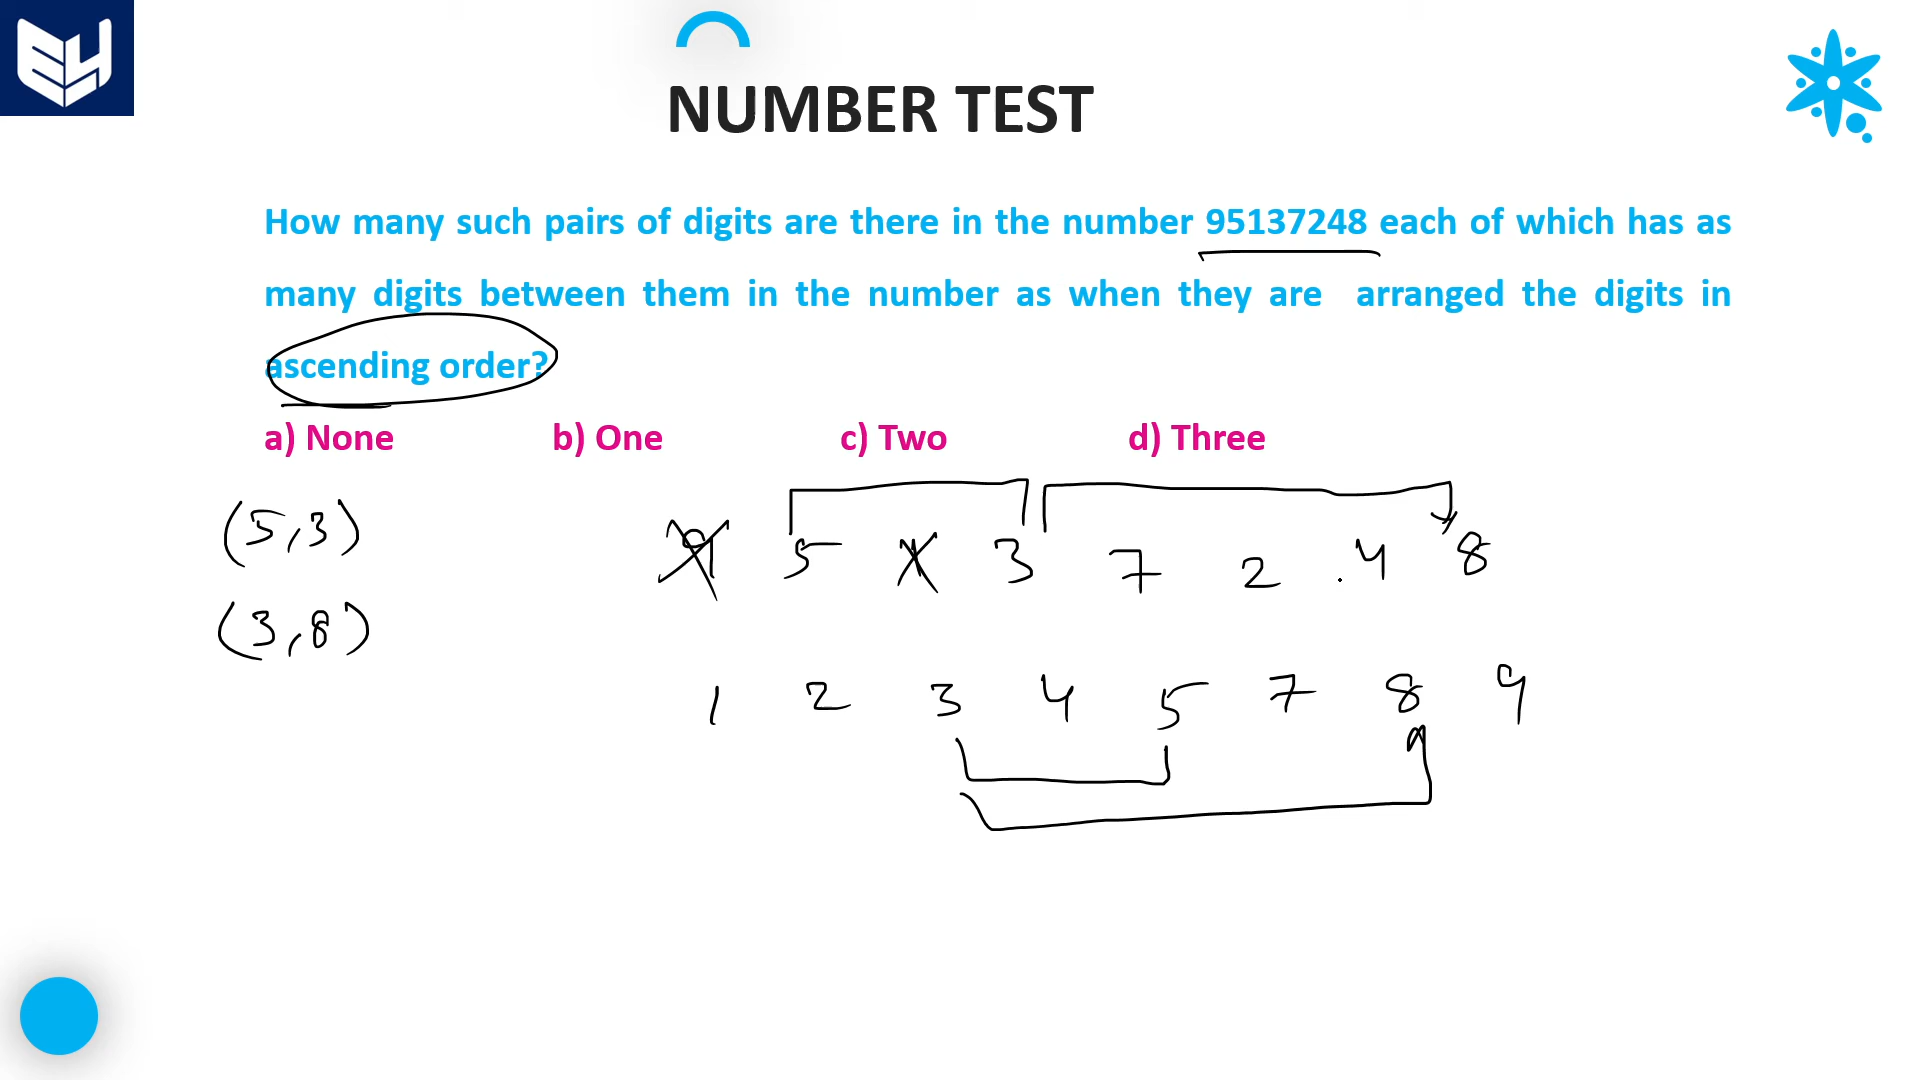 NUMBER TEST
How many such pairs of digits are there in the number 95137248 each of which has as
many digits between them in the number as when they are arranged the digits in
ascending order?
a) None b) One c) Two d) Three
(5,3)
9 5 1 3 7 2 .4 8
(3,8)
1 2 3 4 5 7 8 9